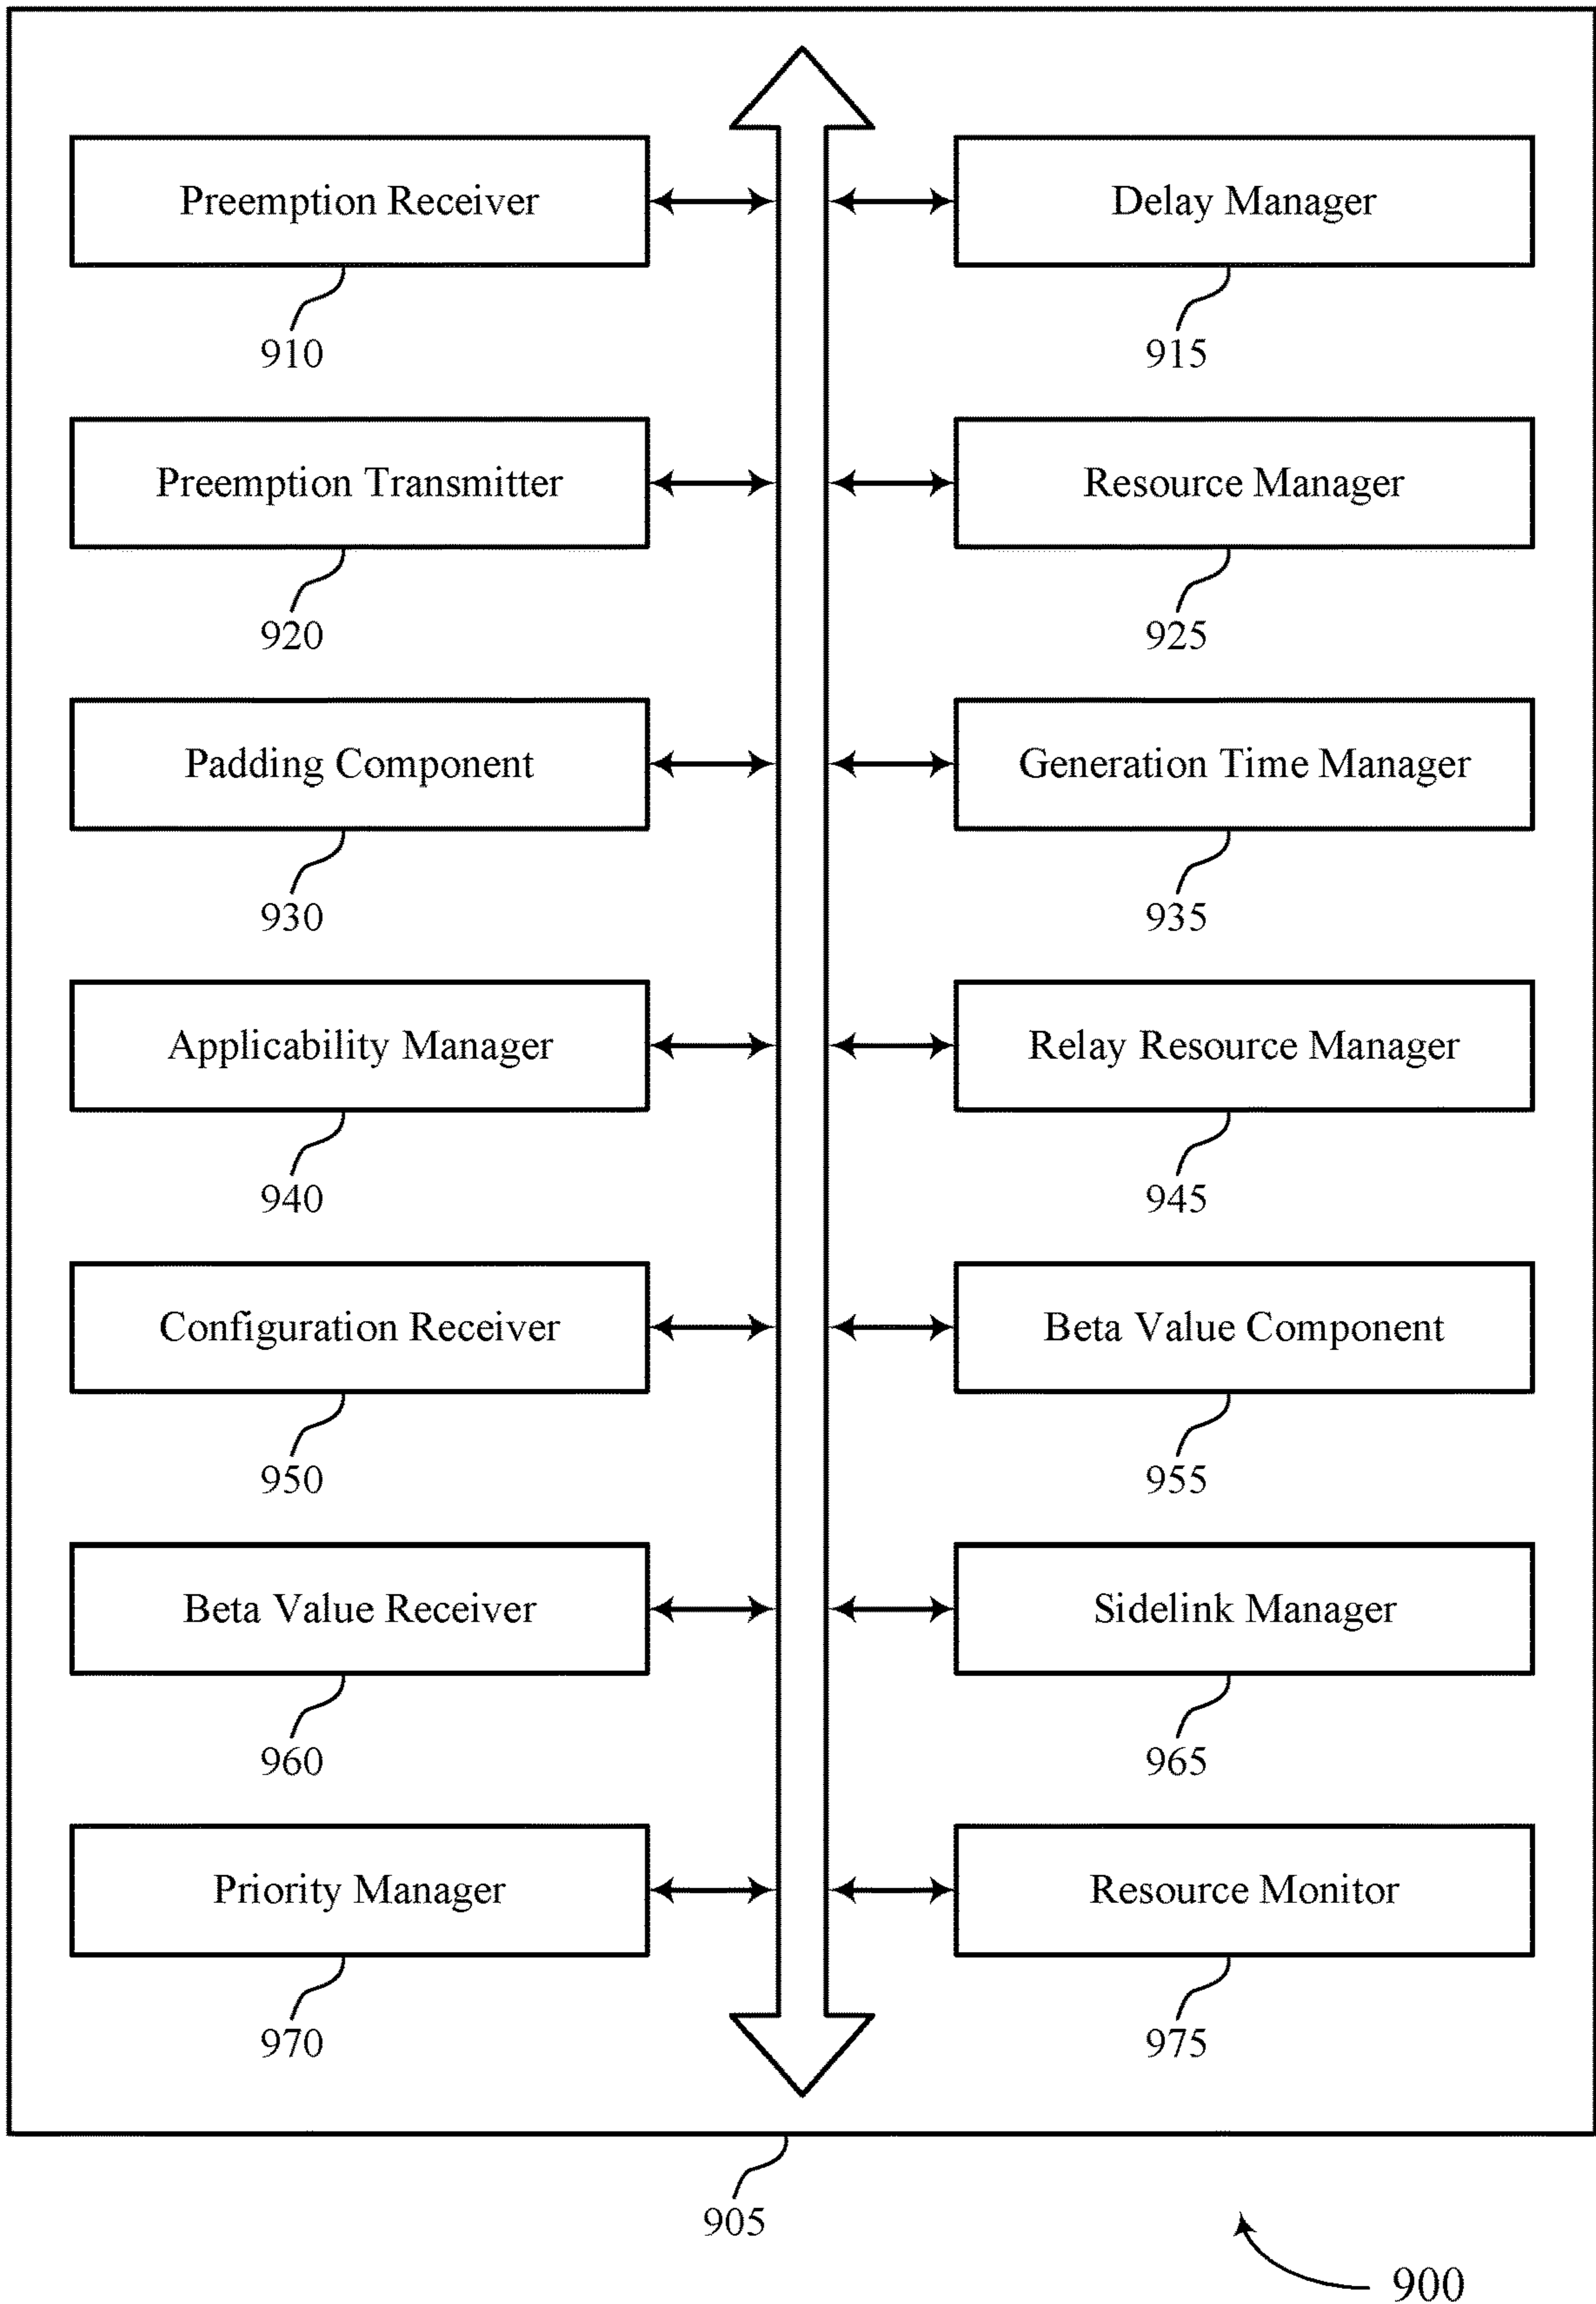 Preemption Receiver
Delay Manager
910
915
Preemption Transmitter
Resource Manager
920
925
Padding Component
Generation Time Manager
930
935
Applicability Manager
Relay Resource Manager
940
945
Configuration Receiver
Beta Value Component
950
955
Beta Value Receiver
Sidelink Manager
960
965
Priority Manager
Resource Monitor
970
975
905
900